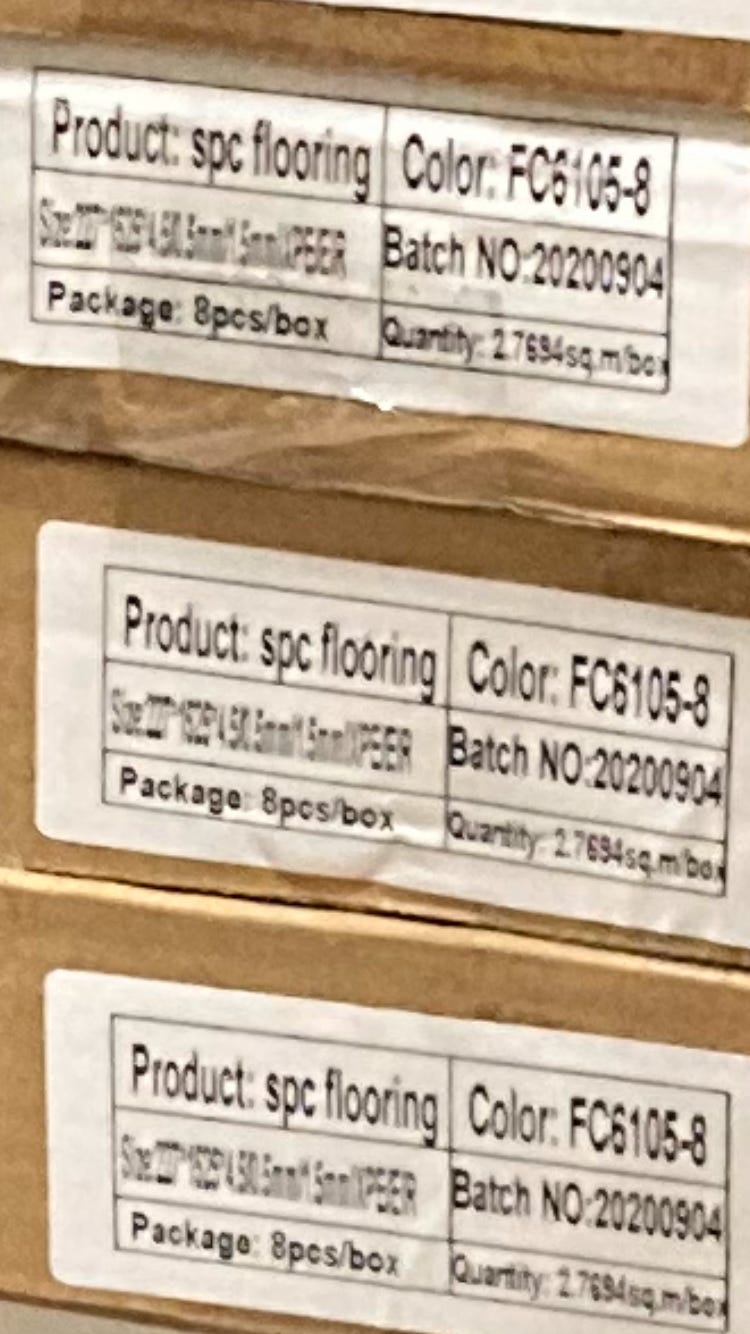 Product: spc flooring
Color: FC6105-8
Batch NO:20200904
Package: 8pcs/box
Quantity: 2.7694sq.m/box
Product: spc flooring
Color: FC6105-8
Batch NO:20200904
Package: 8pcs/box
Quantity: 2.7694sq.m/box
Product: spc flooring
Color: FC6105-8
Batch NO:20200904
Package: 8pcs/box
Quantity: 2.7694sq.m/box